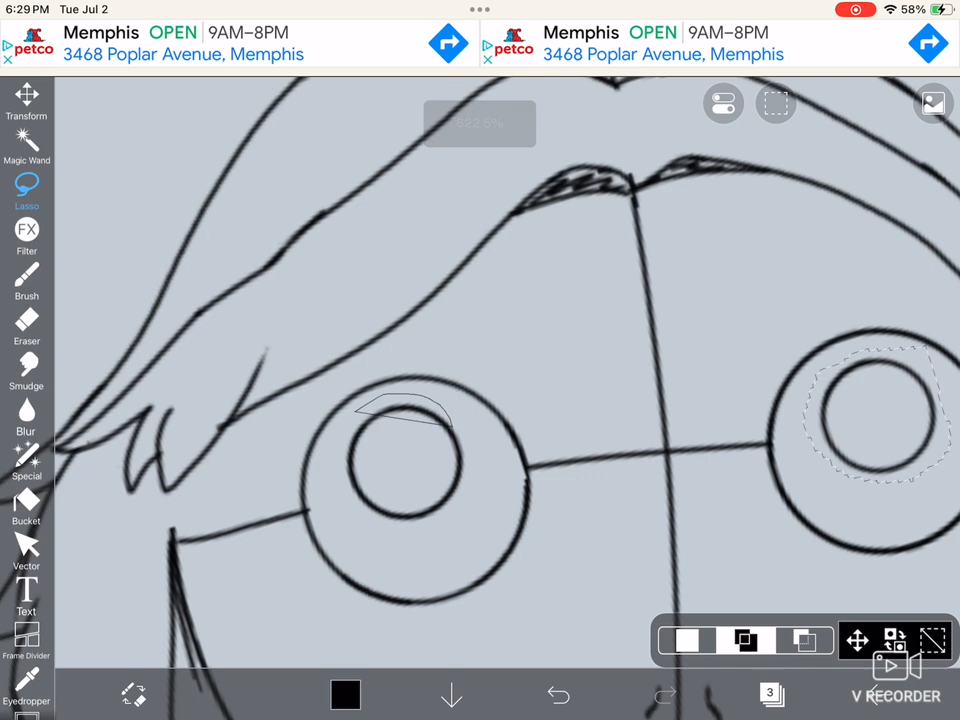 6:29 PM Tue Jul 2
58%
petco
Memphis OPEN 9AM–8PM
3468 Poplar Avenue, Memphis
petco
Memphis OPEN 9AM–8PM
3468 Poplar Avenue, Memphis
Transform
622.5%
Magic Wand
Lasso
FX
Filter
Brush
Eraser
Smudge
Blur
Special
Bucket
Vector
T
Text
Frame Divider
Eyedropper
3
V RECORDER